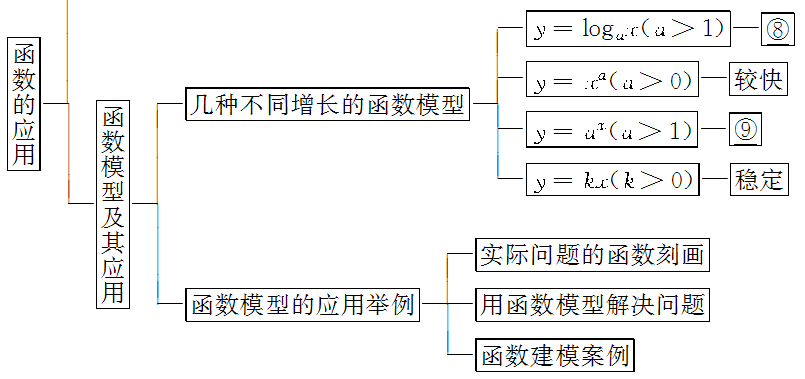 函数的应用
函数模型及其应用
几种不同增长的函数模型
y = logₐx(a > 1)
⑧
y = xᵃ(a > 0)
较快
y = aˣ(a > 1)
⑨
y = kx(k > 0)
稳定
函数模型的应用举例
实际问题的函数刻画
用函数模型解决问题
函数建模案例